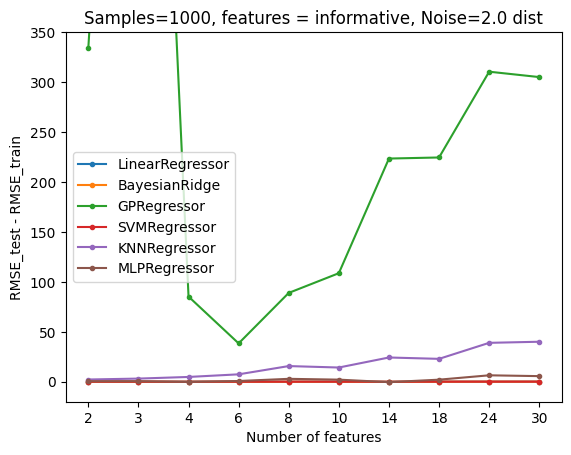 Samples=1000, features = informative, Noise=2.0 dist
350
300
250
200
150
100
50
0
RMSE_test - RMSE_train
LinearRegressor
BayesianRidge
GPRegressor
SVMRegressor
KNNRegressor
MLPRegressor
2 3 4 6 8 10 14 18 24 30
Number of features